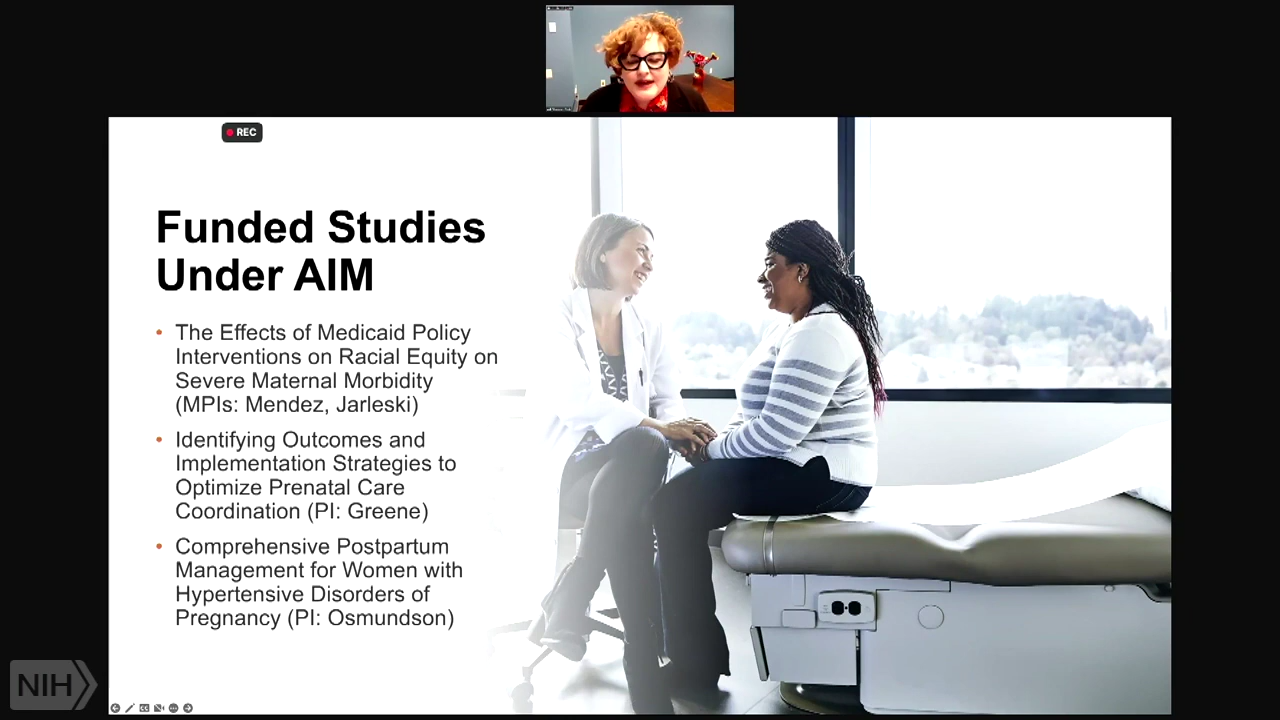 REC
Funded Studies
Under AIM
• The Effects of Medicaid Policy
Interventions on Racial Equity on
Severe Maternal Morbidity
(MPIs: Mendez, Jarleski)
• Identifying Outcomes and
Implementation Strategies to
Optimize Prenatal Care
Coordination (PI: Greene)
• Comprehensive Postpartum
Management for Women with
Hypertensive Disorders of
Pregnancy (PI: Osmundson)
NIH